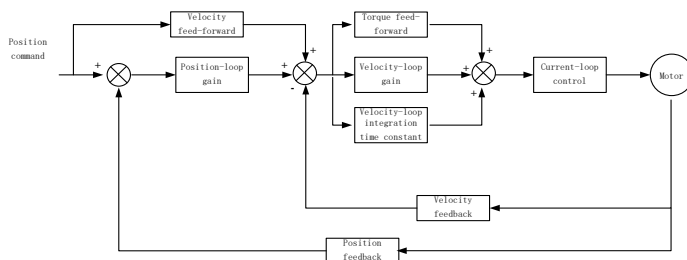 Position
command
+
Velocity
feed-forward
Position-loop
gain
+
+
-
Torque feed-
forward
Velocity-loop
gain
Velocity-loop
integration
time constant
+
+
+
Current-loop
control
Motor
Velocity
feedback
Position
feedback